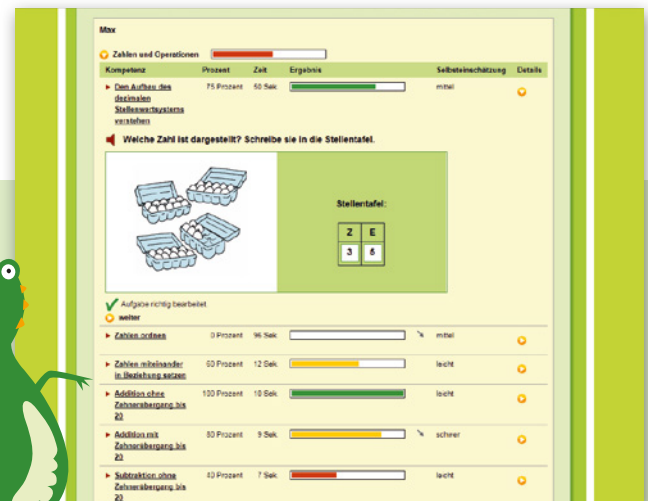 Max
Zahlen und Operationen
Kompetenz Prozent Zeit Ergebnis Selbsteinschätzung Details
Den Aufbau des 75 Prozent 50 Sek mittel
dezimalen
Stellenwertsystems
verstehen
Welche Zahl ist dargestellt? Schreibe sie in die Stellentafel.
Stellentafel:
Z E
3 6
Aufgabe richtig bearbeitet
weiter
Zahlen ordnen 0 Prozent 96 Sek mittel
Zahlen miteinander 60 Prozent 12 Sek leicht
in Beziehung setzen
Addition ohne 100 Prozent 10 Sek leicht
Zehnerübergang bis
20
Addition mit 80 Prozent 9 Sek schwer
Zehnerübergang bis
20
Subtraktion ohne 40 Prozent 7 Sek leicht
Zehnerübergang bis
20